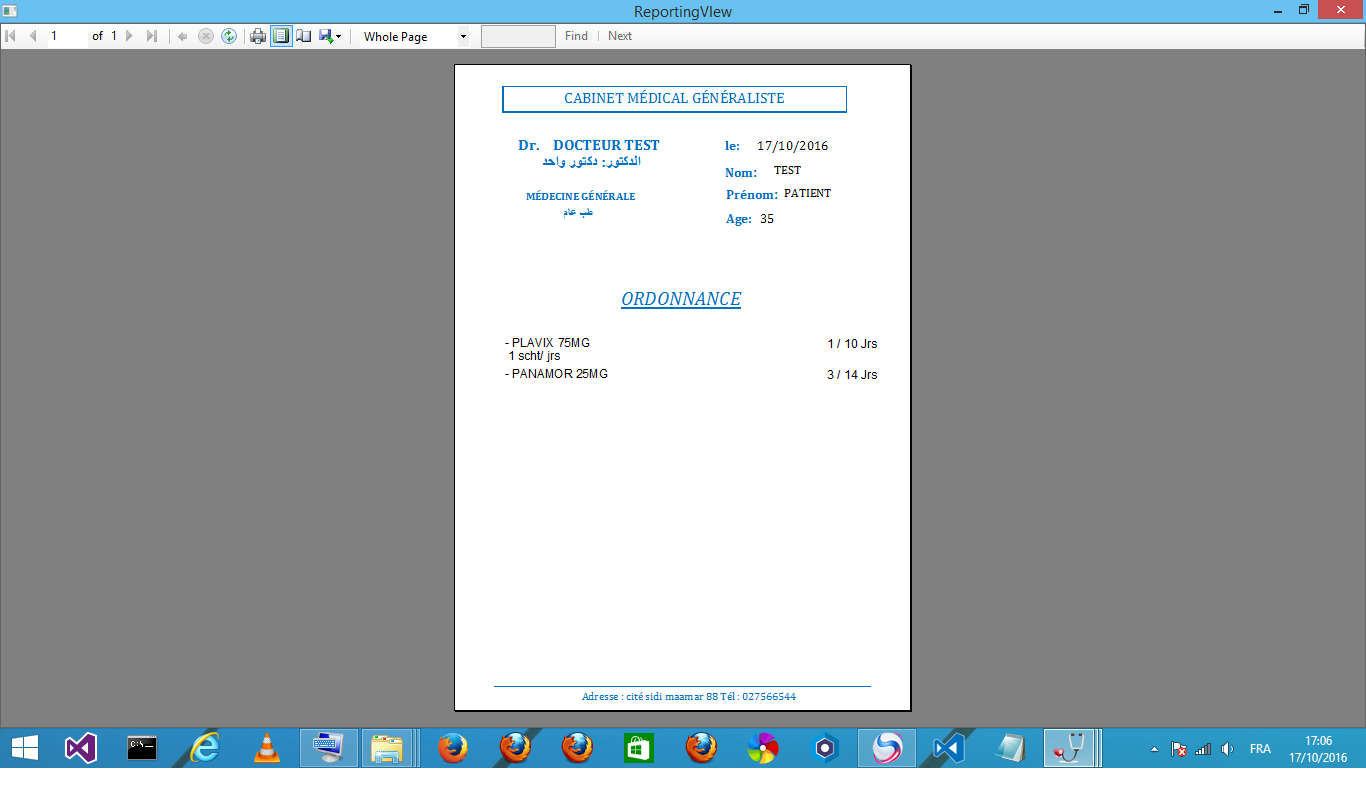 ReportingVIew
1 of 1 Whole Page Find Next
CABINET MÉDICAL GÉNÉRALISTE
Dr. DOCTEUR TEST
الدكتور: دكتور واحد
MÉDECINE GÉNÉRALE
طب عام
le: 17/10/2016
Nom: TEST
Prénom: PATIENT
Age: 35
ORDONNANCE
- PLAVIX 75MG 1 / 10 Jrs
1 scht/ jrs
- PANAMOR 25MG 3 / 14 Jrs
Adresse : cité sidi maamar 88 Tél : 027566544
C:\
FRA
17:06
17/10/2016